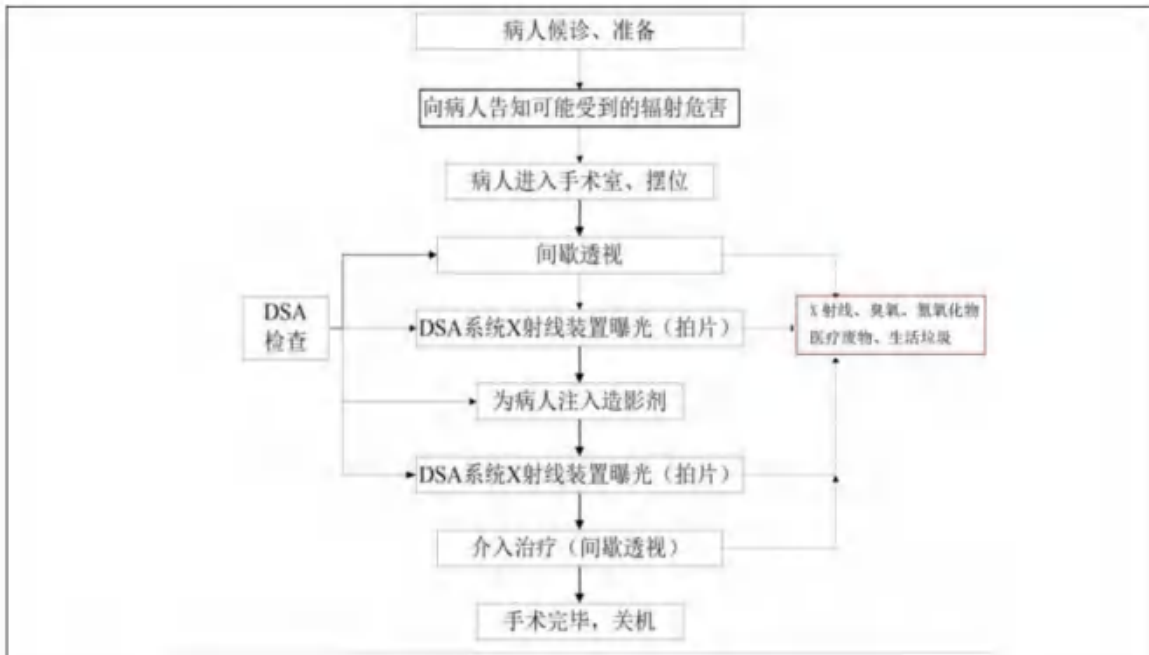 病人候诊、准备
向病人告知可能受到的辐射危害
病人进入手术室、摆位
间歇透视
DSA
检查
DSA系统X射线装置曝光（拍片）
X射线、臭氧、氮氧化物
医疗废物、生活垃圾
为病人注入造影剂
DSA系统X射线装置曝光（拍片）
介入治疗（间歇透视）
手术完毕，关机